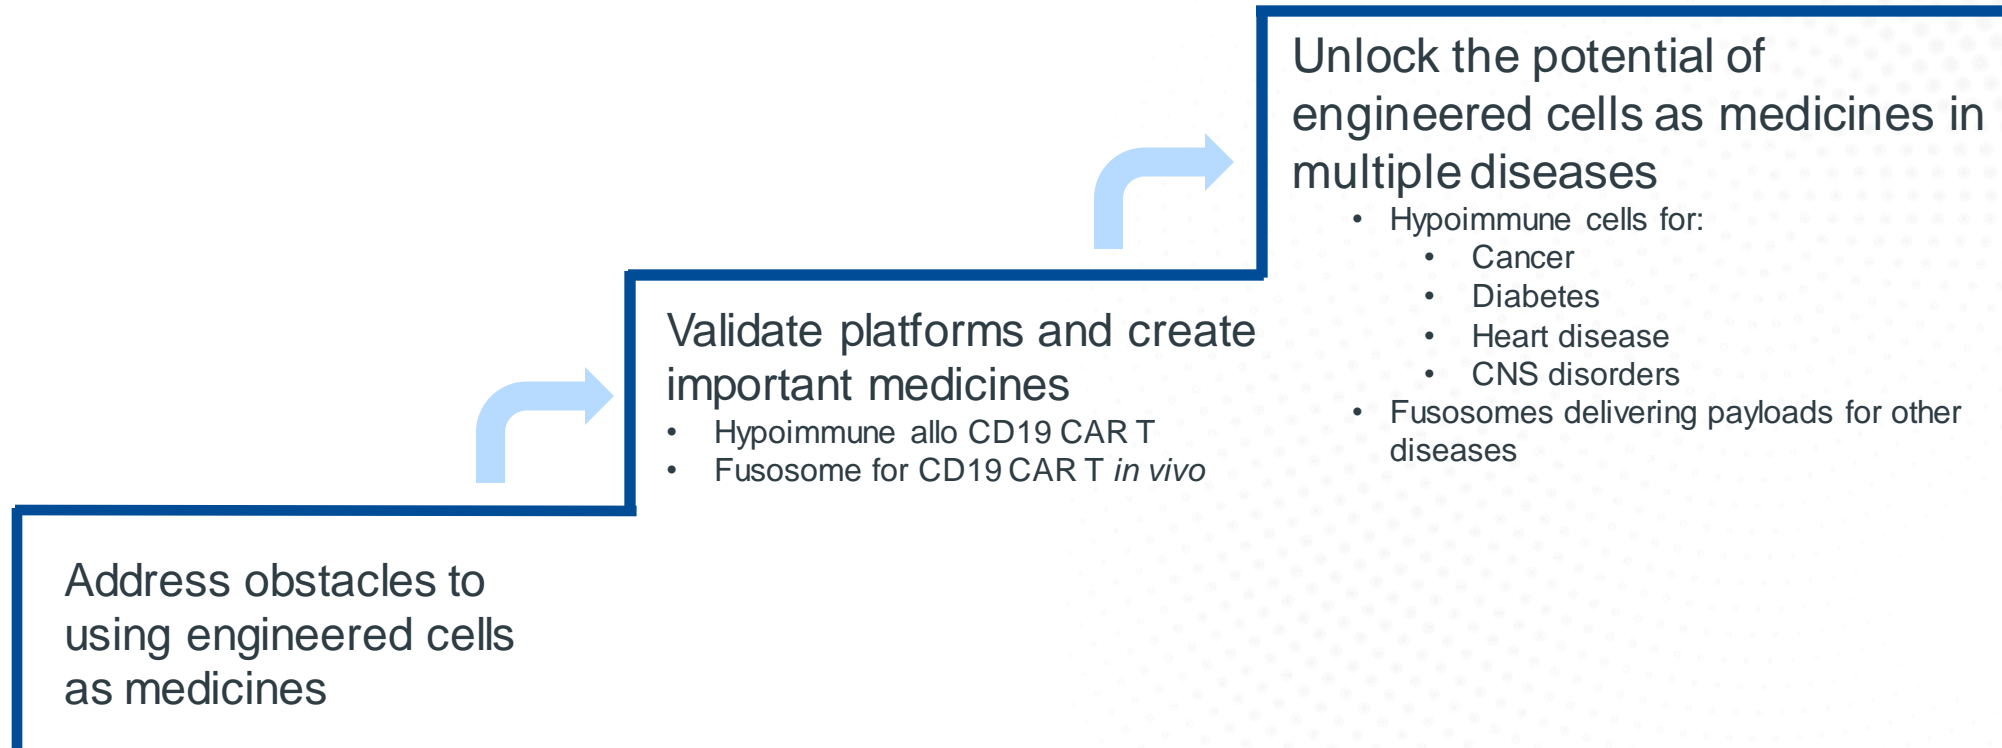 Unlock the potential of
engineered cells as medicines in
multiple diseases
• Hypoimmune cells for:
• Cancer
• Diabetes
• Heart disease
• CNS disorders
• Fusosomes delivering payloads for other
diseases
Validate platforms and create
important medicines
• Hypoimmune allo CD19 CAR T
• Fusosome for CD19 CAR T in vivo
Address obstacles to
using engineered cells
as medicines